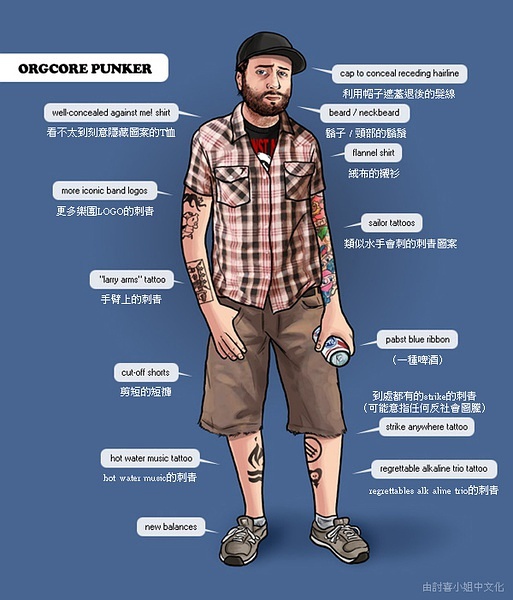 ORGCORE PUNKER
cap to conceal receding hairline
利用帽子遮蓋退後的髮線
well-concealed against me! shirt
看不太到刻意隱藏圖案的T恤
beard / neckbeard
鬍子 / 頸部的鬍鬚
flannel shirt
絨布的襯衫
more iconic band logos
更多樂團LOGO的刺青
sailor tattoos
類似水手會刺的刺青圖案
"larry arms" tattoo
手臂上的刺青
pabst blue ribbon
（一種啤酒）
cut-off shorts
剪短的短褲
到處都有的strike的刺青
（可能意指任何反社會圖騰）
strike anywhere tattoo
hot water music tattoo
hot water music的刺青
regrettable alkaline trio tattoo
regrettables alk aline trio的刺青
new balances
由討喜小姐中文化